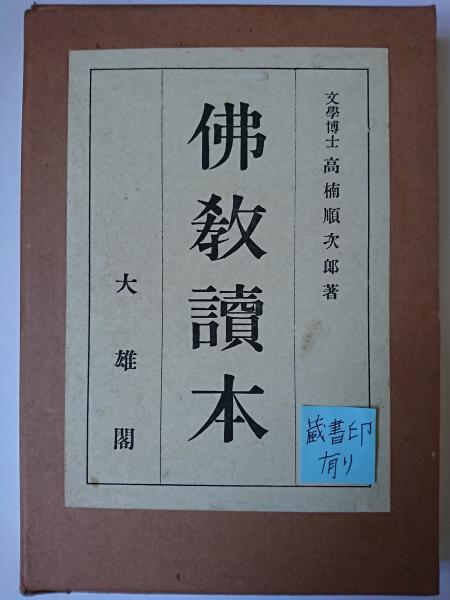 文學博士 高楠順次郎著
佛敎讀本
大雄閣
蔵書印
有り